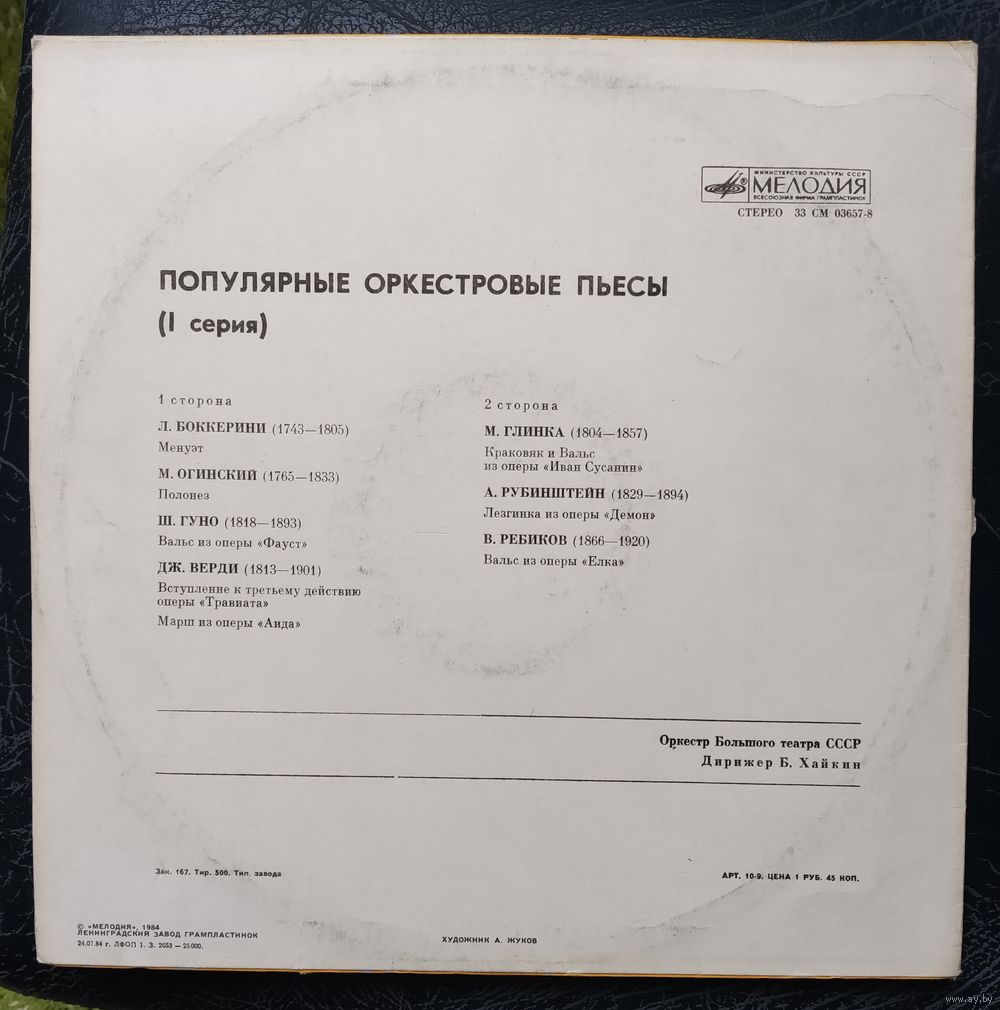 МИНИСТЕРСТВО КУЛЬТУРЫ СССР
МЕЛОДИЯ
ВСЕСОЮЗНАЯ ФИРМА ГРАМПЛАСТИНОК
СТЕРЕО 33 СМ 03657-8
ПОПУЛЯРНЫЕ ОРКЕСТРОВЫЕ ПЬЕСЫ
(I серия)
1 сторона
Л. БОККЕРИНИ (1743—1805)
Менуэт
М. ОГИНСКИЙ (1765—1833)
Полонез
Ш. ГУНО (1818—1893)
Вальс из оперы «Фауст»
ДЖ. ВЕРДИ (1813—1901)
Вступление к третьему действию
оперы «Травиата»
Марш из оперы «Аида»
2 сторона
М. ГЛИНКА (1804—1857)
Краковяк и Вальс
из оперы «Иван Сусанин»
А. РУБИНШТЕЙН (1829—1894)
Лезгинка из оперы «Демон»
В. РЕБИКОВ (1866—1920)
Вальс из оперы «Елка»
Оркестр Большого театра СССР
Дирижер Б. Хайкин
Зак. 167. Тир. 500. Тип. завода
АРТ. 10-9. ЦЕНА 1 РУБ. 45 КОП.
© «МЕЛОДИЯ», 1984
ЛЕНИНГРАДСКИЙ ЗАВОД ГРАМПЛАСТИНОК
24.07.84 г. ЛФОП 1. З. 2653 — 25000.
ХУДОЖНИК А. ЖУКОВ
www.ay.by